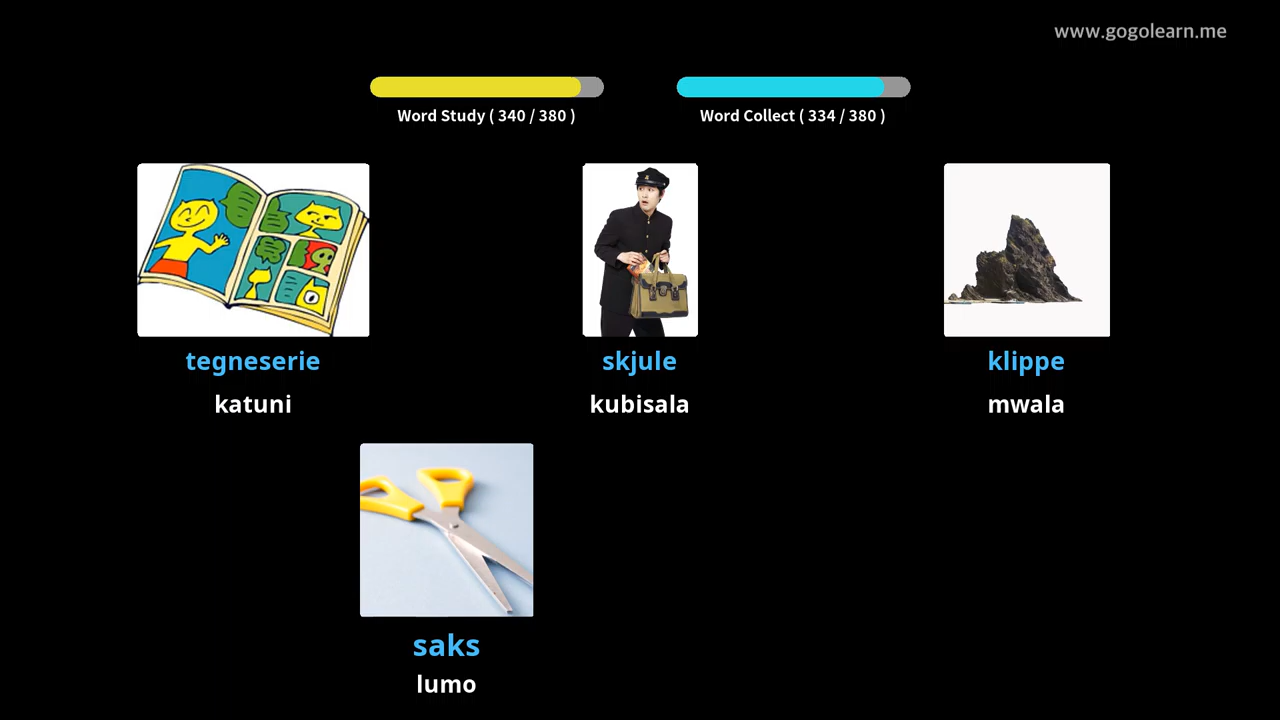 www.gogolearn.me
Word Study ( 340 / 380 )
Word Collect ( 334 / 380 )
tegneserie
skjule
klippe
katuni
kubisala
mwala
saks
lumo